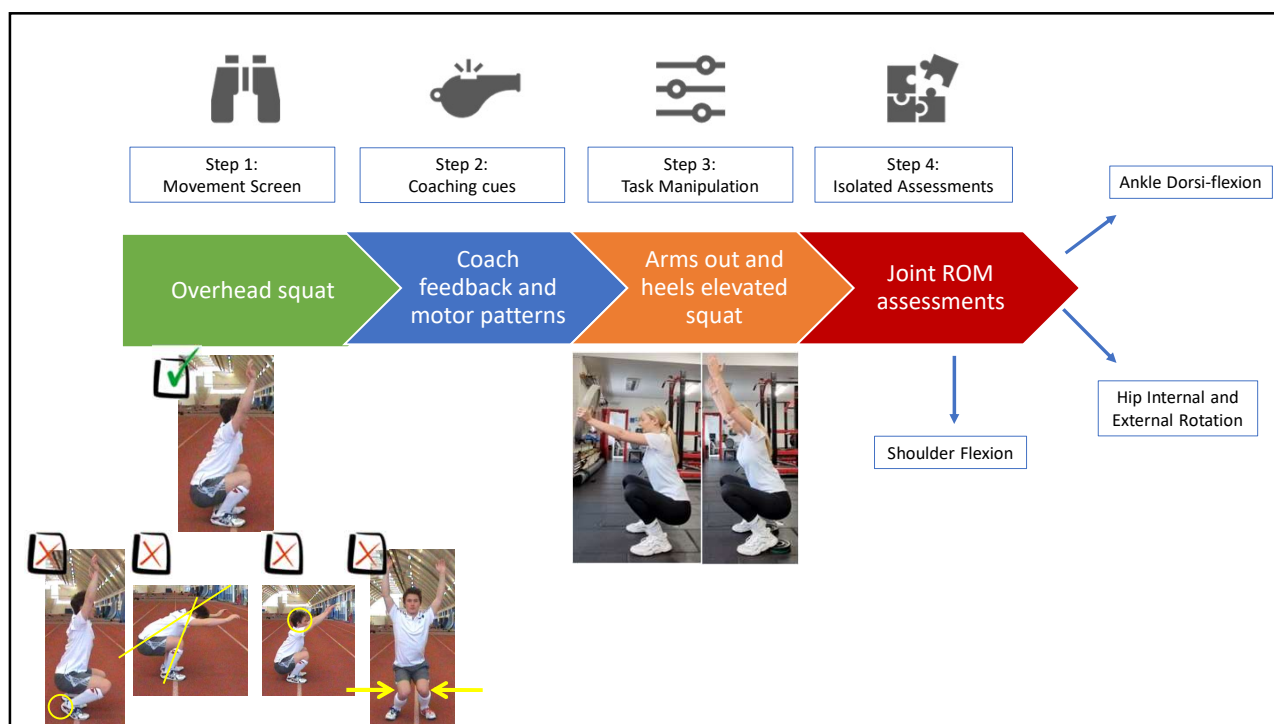 Step 1:
Movement Screen
Step 2:
Coaching cues
Step 3:
Task Manipulation
Step 4:
Isolated Assessments
Overhead squat
Coach
feedback and
motor patterns
Arms out and
heels elevated
squat
Joint ROM
assessments
Ankle Dorsi-flexion
Hip Internal and
External Rotation
Shoulder Flexion